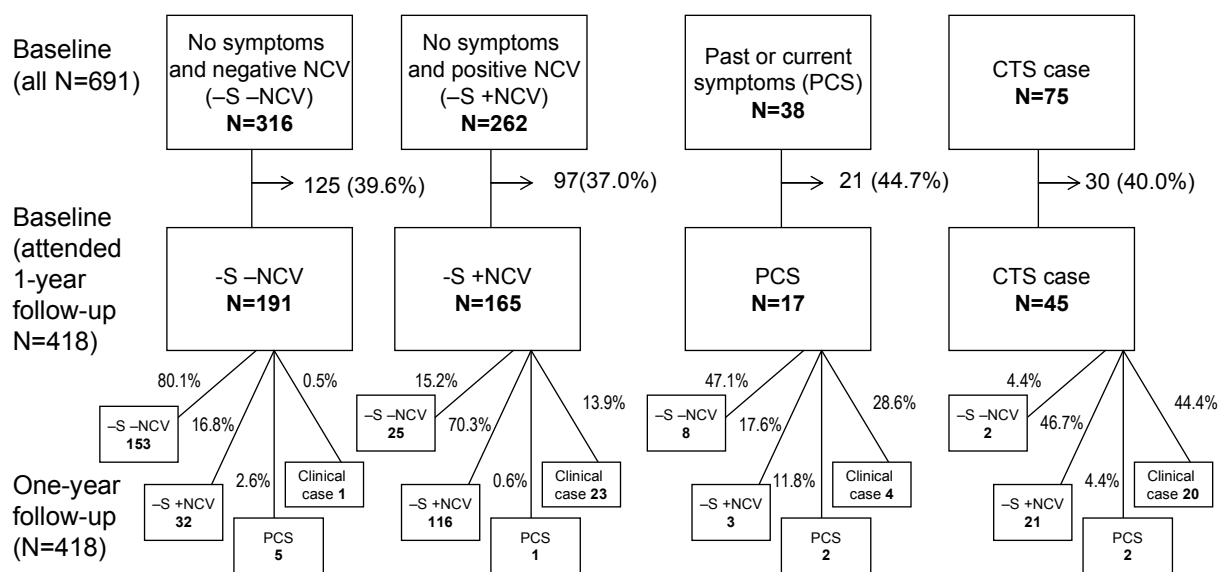 Baseline
(all N=691)
No symptoms
and negative NCV
(–S –NCV)
N=316
No symptoms
and positive NCV
(–S +NCV)
N=262
Past or current
symptoms (PCS)
N=38
CTS case
N=75
125 (39.6%)
97(37.0%)
21 (44.7%)
30 (40.0%)
Baseline
(attended
1-year
follow-up
N=418)
-S –NCV
N=191
-S +NCV
N=165
PCS
N=17
CTS case
N=45
80.1%
16.8%
2.6%
0.5%
15.2%
70.3%
0.6%
13.9%
47.1%
17.6%
11.8%
28.6%
4.4%
46.7%
4.4%
44.4%
One-year
follow-up
(N=418)
–S –NCV
153
–S +NCV
32
PCS
5
Clinical
case 1
–S –NCV
25
–S +NCV
116
PCS
1
Clinical
case 23
–S –NCV
8
–S +NCV
3
PCS
2
Clinical
case 4
–S –NCV
2
–S +NCV
21
PCS
2
Clinical
case 20